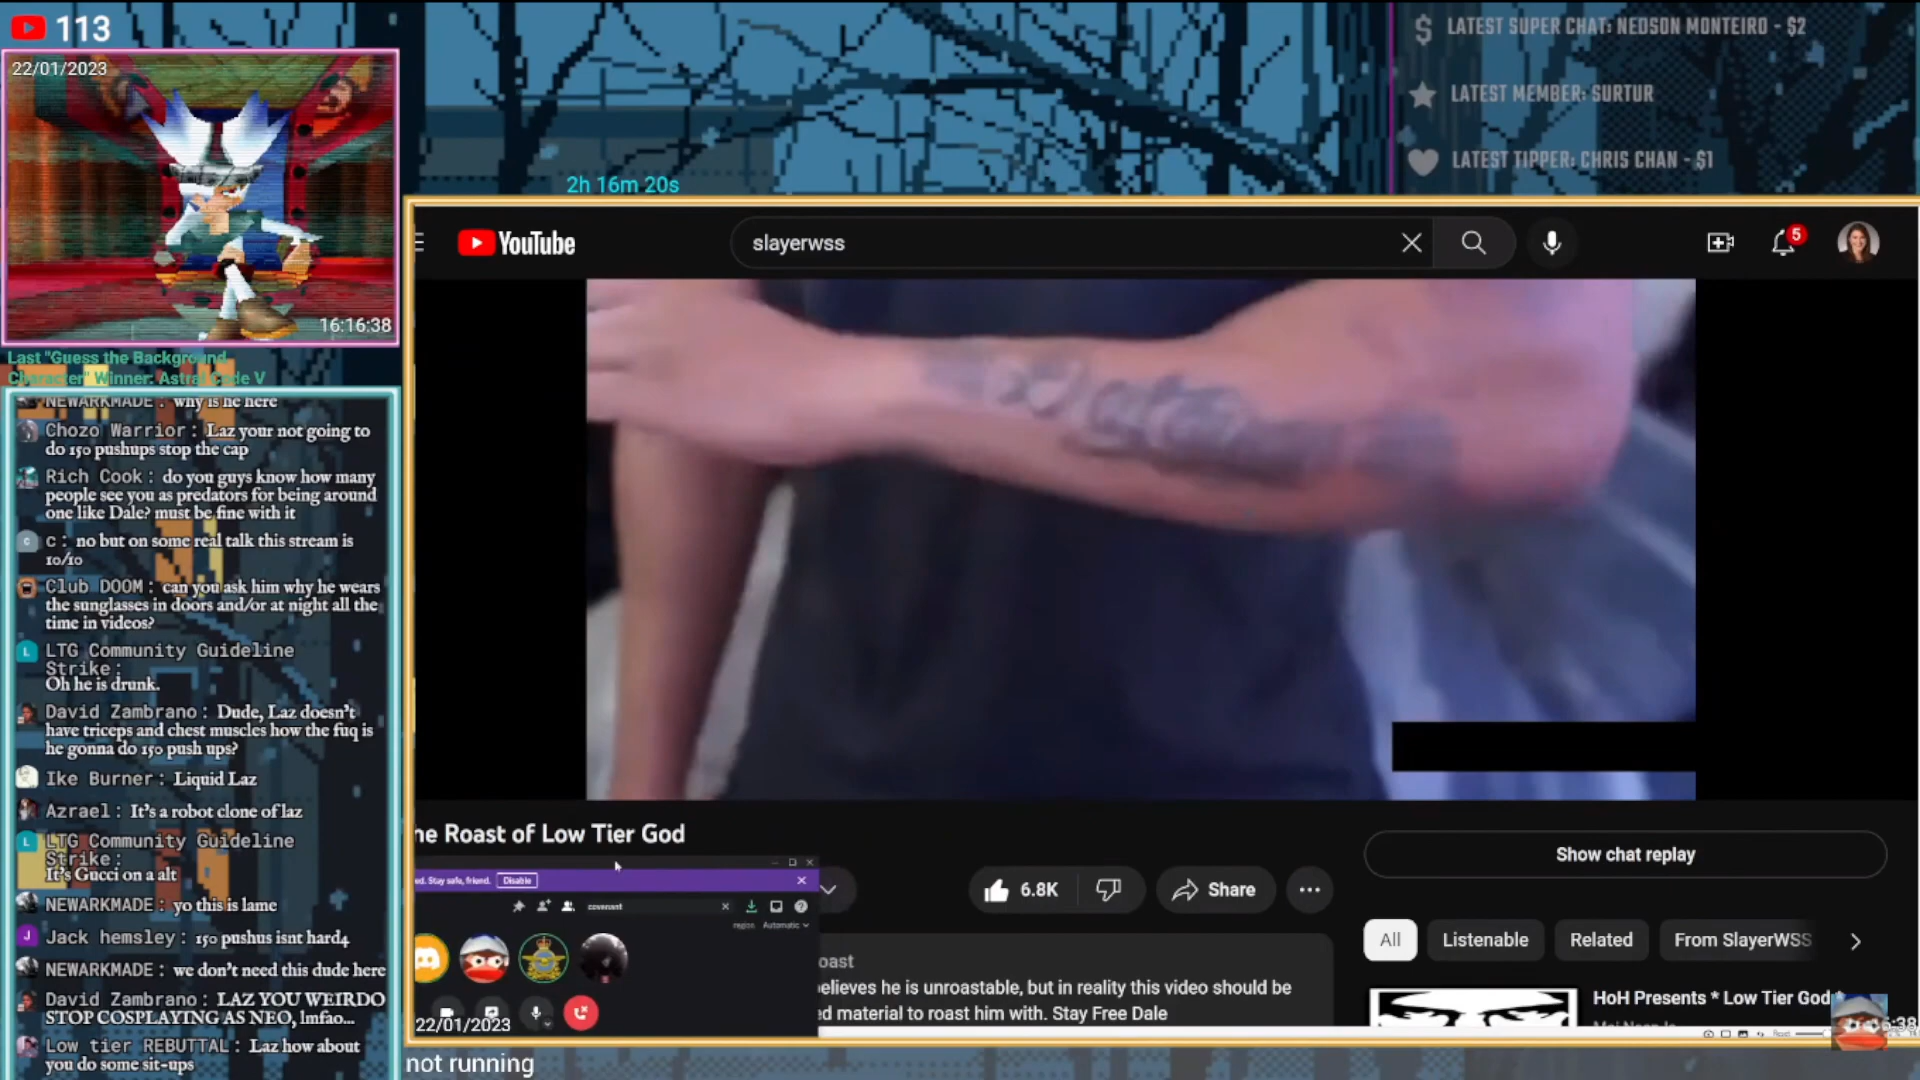 113
22/01/2023
16:16:38
Last "Guess the Background
Character" Winner: Astral Code V
NEWARKMADE : why is he here
Chozo Warrior : Laz your not going to
do 150 pushups stop the cap
Rich Cook : do you guys know how many
people see you as predators for being around
one like Dale? must be fine with it
c : no but on some real talk this stream is
10/10
Club DOOM : can you ask him why he wears
the sunglasses in doors and/or at night all the
time in videos?
LTG Community Guideline
Strike :
Oh he is drunk.
David Zambrano : Dude, Laz doesn't
have triceps and chest muscles how the fuq is
he gonna do 150 push ups?
Ike Burner : Liquid Laz
Azrael : It's a robot clone of laz
LTG Community Guideline
Strike :
It's Gucci on a alt
NEWARKMADE : yo this is lame
Jack hemsley : 150 pushus isnt hard4
NEWARKMADE : we don't need this dude here
David Zambrano : LAZ YOU WEIRDO
STOP COSPLAYING AS NEO, lmfao...
Low tier REBUTTAL : Laz how about
you do some sit-ups
LATEST SUPER CHAT: NEDSON MONTEIRO - $2
LATEST MEMBER: SURTUR
LATEST TIPPER: CHRIS CHAN - $1
2h 16m 20s
YouTube
slayerwss
5
he Roast of Low Tier God
6.8K
Share
Show chat replay
ed. Stay safe, friend.
Disable
covenant
region
Automatic
All
Listenable
Related
From SlayerWSS
oast
elieves he is unroastable, but in reality this video should be
ed material to roast him with. Stay Free Dale
HoH Presents * Low Tier God *
22/01/2023
6:38
not running